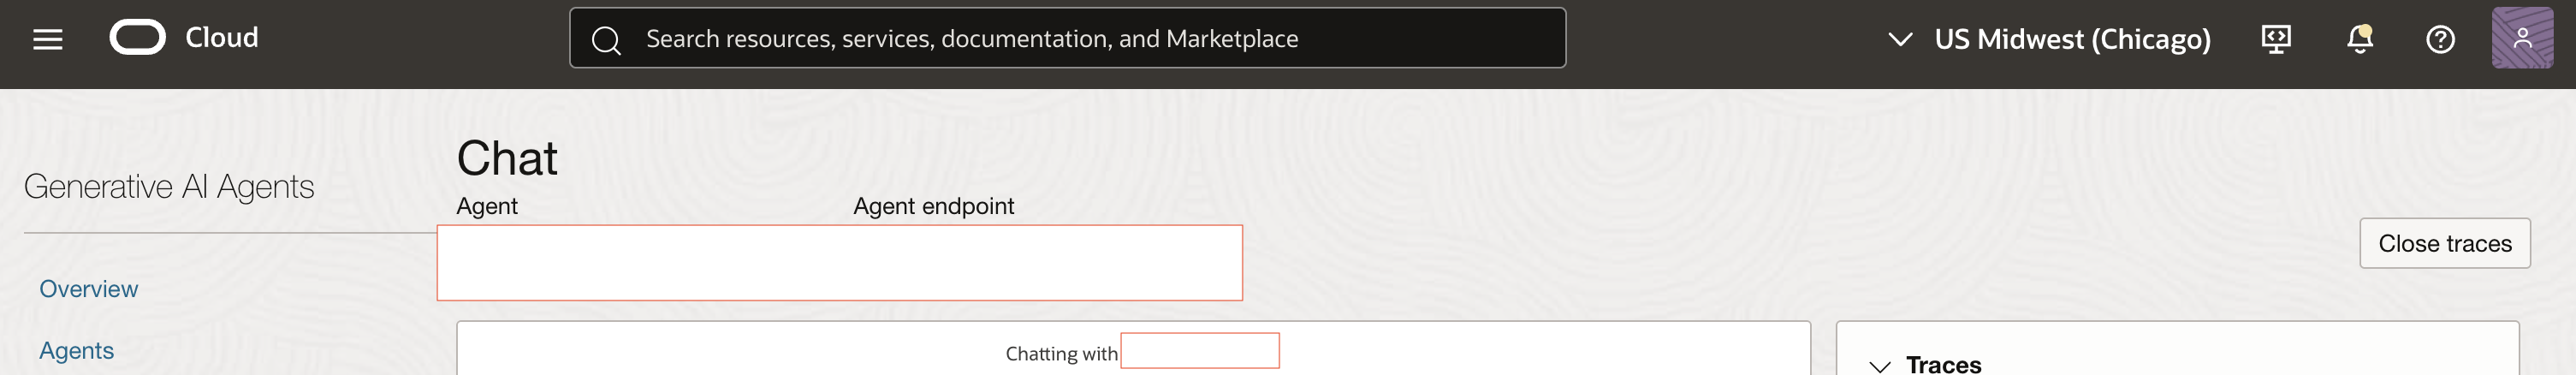 Cloud
Search resources, services, documentation, and Marketplace
US Midwest (Chicago)
Chat
Generative AI Agents
Agent
Agent endpoint
Close traces
Overview
Agents
Chatting with
Traces